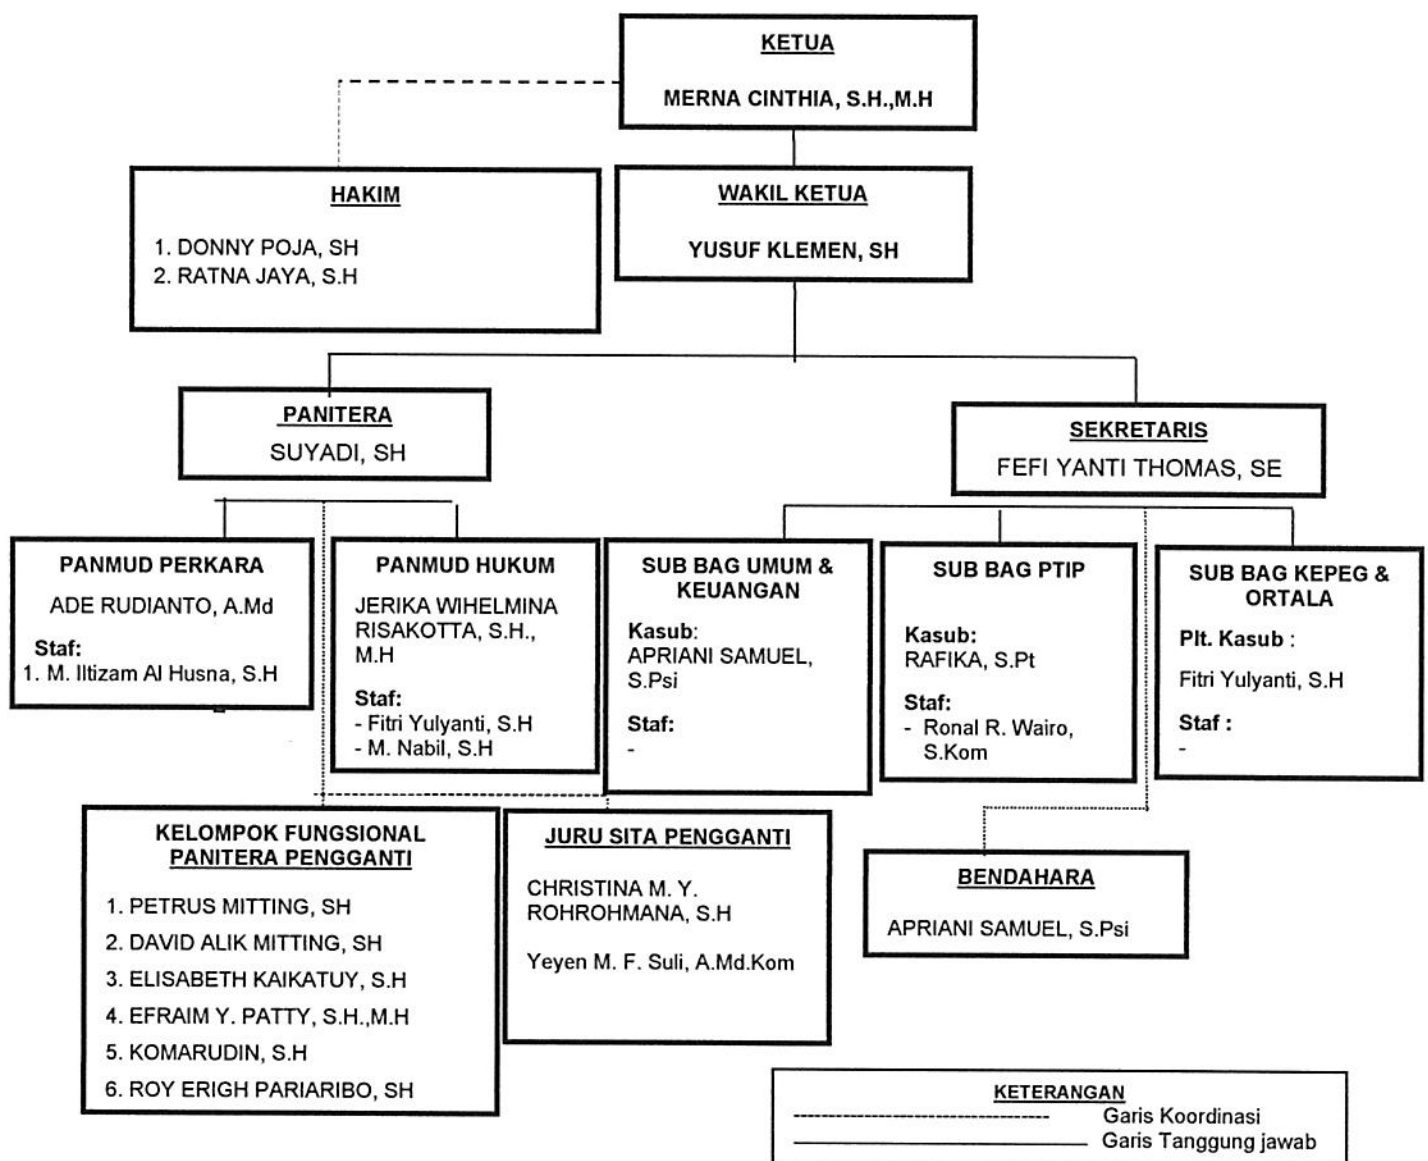 KETUA
MERNA CINTHIA, S.H.,M.H
HAKIM
1. DONNY POJA, SH
2. RATNA JAYA, S.H
WAKIL KETUA
YUSUF KLEMEN, SH
PANITERA
SUYADI, SH
SEKRETARIS
FEFI YANTI THOMAS, SE
PANMUD PERKARA
ADE RUDIANTO, A.Md
Staf:
1. M. Iltizam Al Husna, S.H
PANMUD HUKUM
JERIKA WIHELMINA
RISAKOTTA, S.H.,
M.H
Staf:
- Fitri Yulyanti, S.H
- M. Nabil, S.H
SUB BAG UMUM &
KEUANGAN
Kasub:
APRIANI SAMUEL,
S.Psi
Staf:
-
SUB BAG PTIP
Kasub:
RAFIKA, S.Pt
Staf:
- Ronal R. Wairo,
S.Kom
SUB BAG KEPEG &
ORTALA
Plt. Kasub :
Fitri Yulyanti, S.H
Staf :
-
KELOMPOK FUNGSIONAL
PANITERA PENGGANTI
1. PETRUS MITTING, SH
2. DAVID ALIK MITTING, SH
3. ELISABETH KAIKATUY, S.H
4. EFRAIM Y. PATTY, S.H.,M.H
5. KOMARUDIN, S.H
6. ROY ERIGH PARIARIBO, SH
JURU SITA PENGGANTI
CHRISTINA M. Y.
ROHROHMANA, S.H
Yeyen M. F. Suli, A.Md.Kom
BENDAHARA
APRIANI SAMUEL, S.Psi
KETERANGAN
Garis Koordinasi
Garis Tanggung jawab